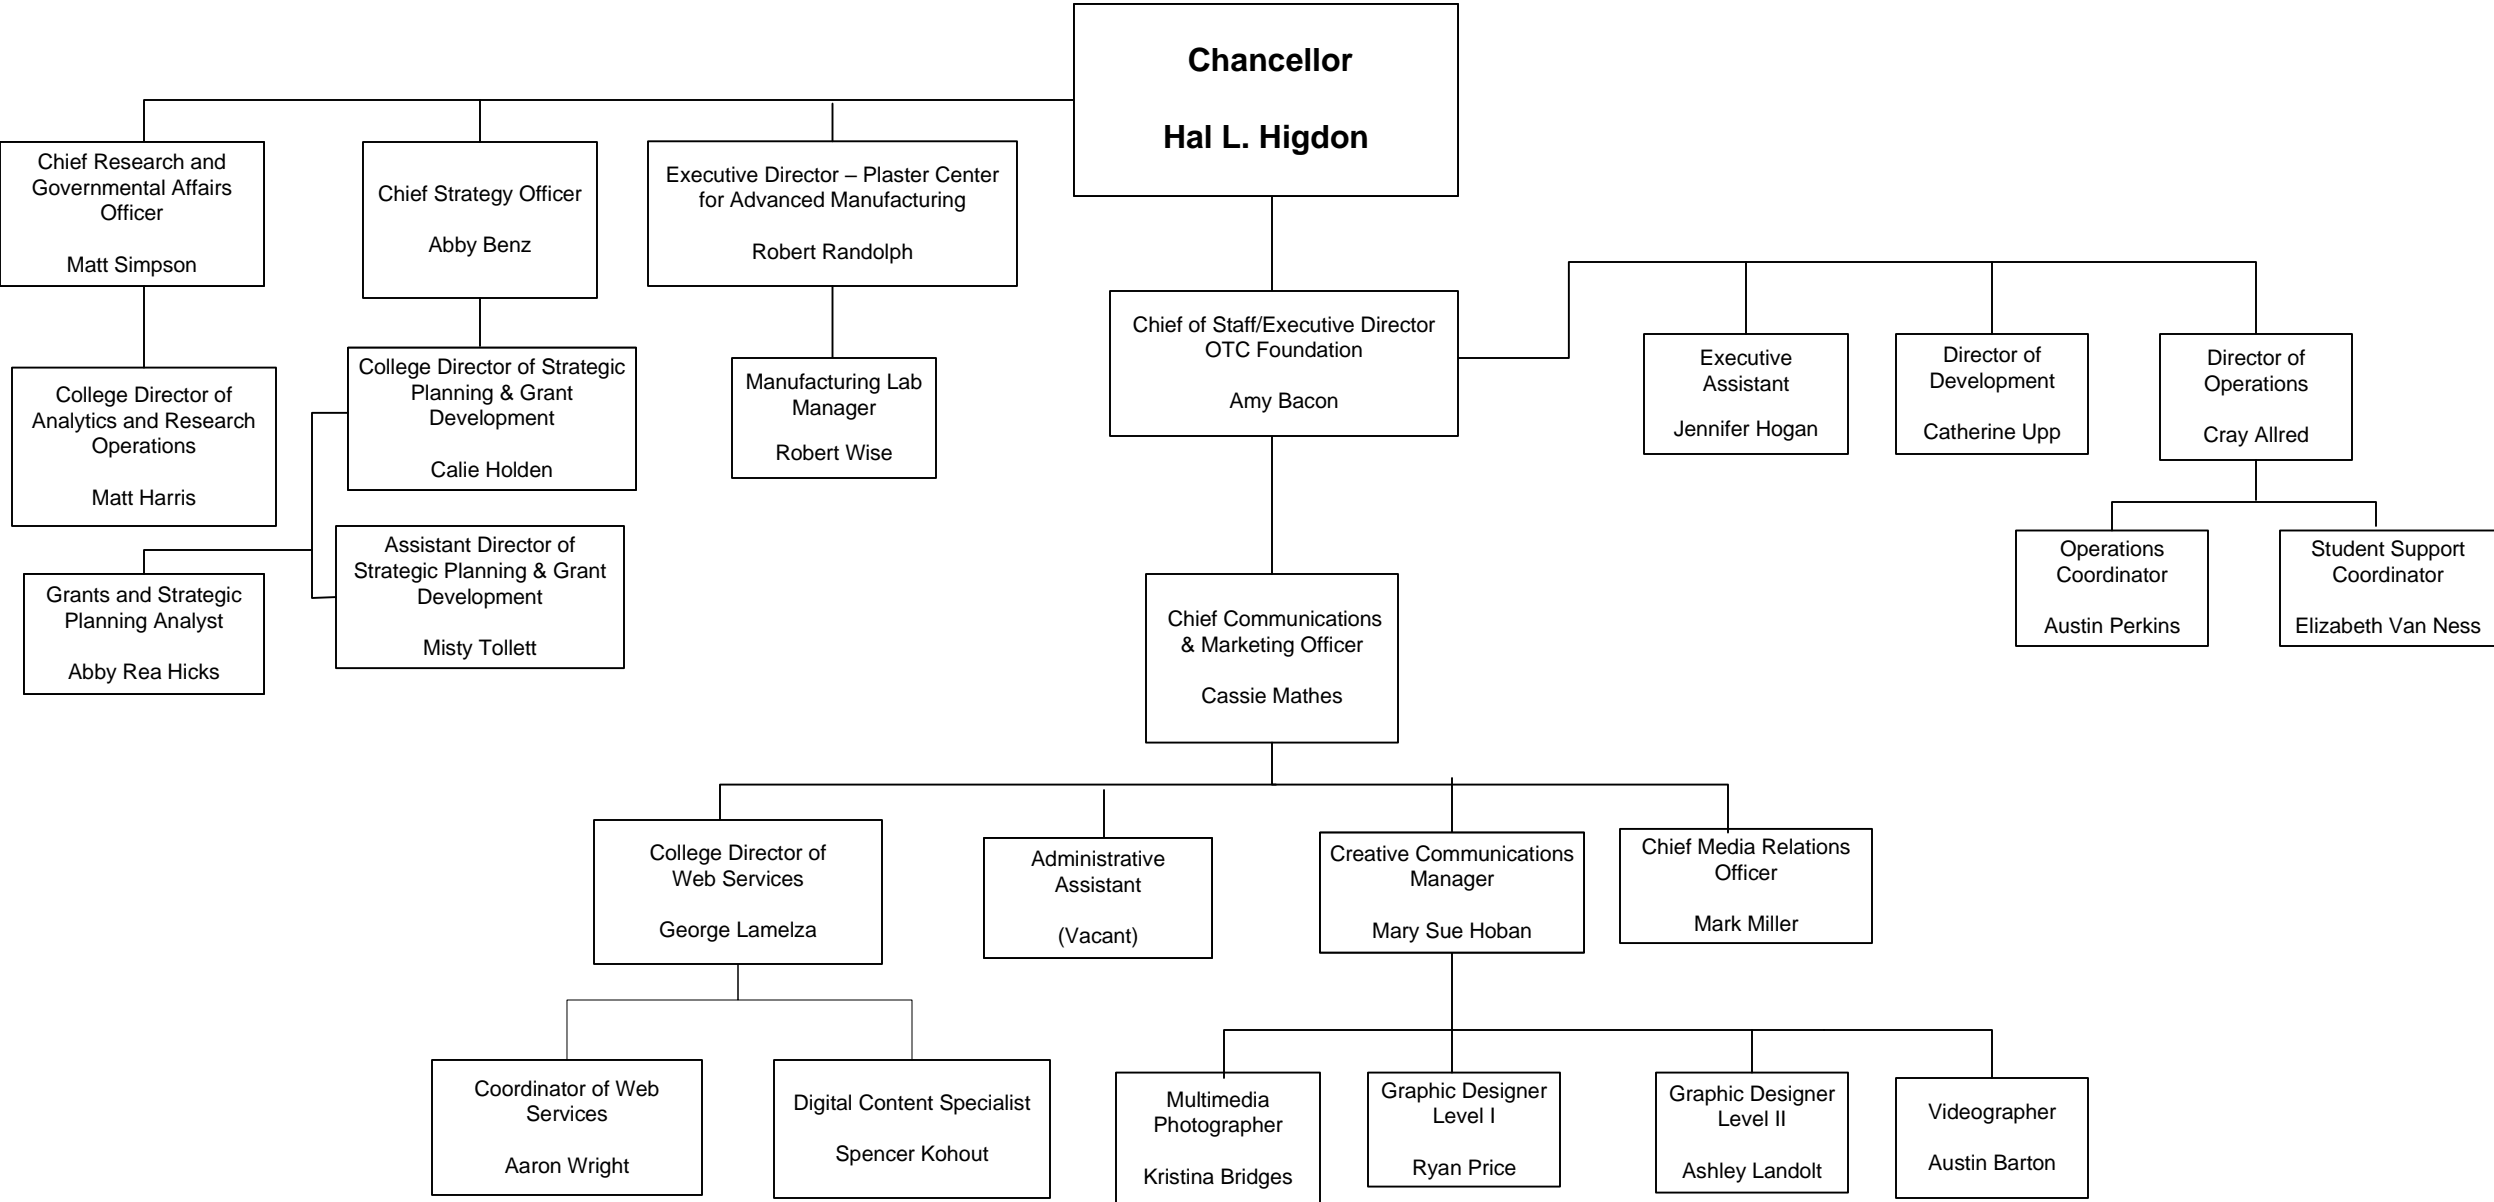 Chancellor
Hal L. Higdon
Chief Research and
Governmental Affairs
Officer
Matt Simpson
Chief Strategy Officer
Abby Benz
Executive Director – Plaster Center
for Advanced Manufacturing
Robert Randolph
Chief of Staff/Executive Director
OTC Foundation
Amy Bacon
Executive
Assistant
Jennifer Hogan
Director of
Development
Catherine Upp
Director of
Operations
Cray Allred
College Director of
Analytics and Research
Operations
Matt Harris
College Director of Strategic
Planning & Grant
Development
Calie Holden
Manufacturing Lab
Manager
Robert Wise
Grants and Strategic
Planning Analyst
Abby Rea Hicks
Assistant Director of
Strategic Planning & Grant
Development
Misty Tollett
Chief Communications
& Marketing Officer
Cassie Mathes
Operations
Coordinator
Austin Perkins
Student Support
Coordinator
Elizabeth Van Ness
College Director of
Web Services
George Lamelza
Administrative
Assistant
(Vacant)
Creative Communications
Manager
Mary Sue Hoban
Chief Media Relations
Officer
Mark Miller
Coordinator of Web
Services
Aaron Wright
Digital Content Specialist
Spencer Kohout
Multimedia
Photographer
Kristina Bridges
Graphic Designer
Level I
Ryan Price
Graphic Designer
Level II
Ashley Landolt
Videographer
Austin Barton